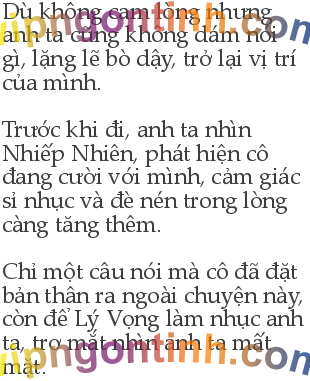 Dù không cam lòng nhưng
anh ta cũng không dám nói
gì, lặng lẽ bò dậy, trở lại vị trí
của mình.
Trước khi đi, anh ta nhìn
Nhiếp Nhiên, phát hiện cô
đang cười với mình, cảm giác
sỉ nhục và đè nén trong lòng
càng tăng thêm.
Chỉ một câu nói mà cô đã đặt
bản thân ra ngoài chuyện này,
còn để Lý Vọng làm nhục anh
ta, trơ mắt nhìn anh ta mất
mặt.
vipngontinh.com
vipngontinh.com